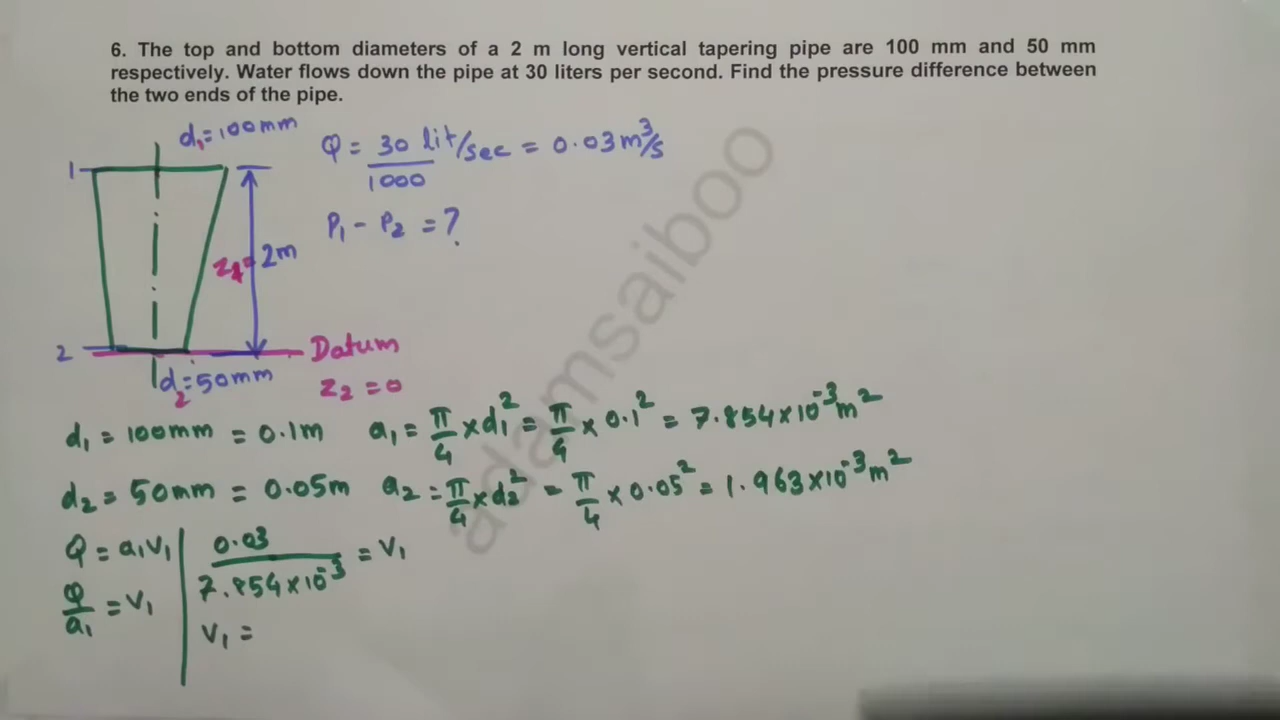 6. The top and bottom diameters of a 2 m long vertical tapering pipe are 100 mm and 50 mm
respectively. Water flows down the pipe at 30 liters per second. Find the pressure difference between
the two ends of the pipe.
d₁=100mm
Q = 30/1000 lit/sec = 0.03 m³/s
1
P₁ - P₂ = ?
z₁= 2m
2
Datum
d₂=50mm
z₂ = 0
d₁ = 100mm = 0.1m a₁ = π/4 × d₁² = π/4 × 0.1² = 7.854×10⁻³m²
d₂ = 50mm = 0.05m a₂ = π/4 × d₂² = π/4 × 0.05² = 1.963×10⁻³m²
Q = a₁V₁
Q/a₁ = V₁
0.03/7.854×10⁻³ = V₁
V₁ =
adamsaiboo